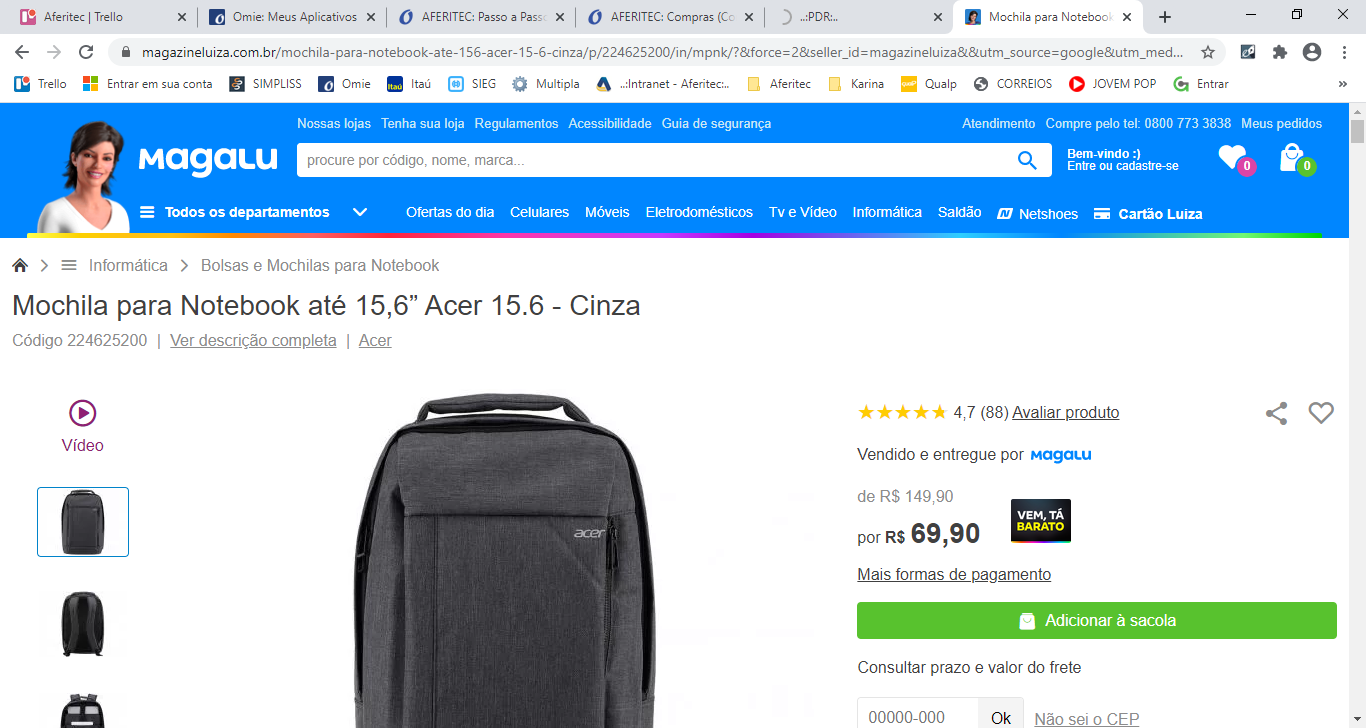 Aferitec | Trello
Omie: Meus Aplicativos
AFERITEC: Passo a Passo
AFERITEC: Compras (Co
..:PDR:..
Mochila para Notebook
magazineluiza.com.br/mochila-para-notebook-ate-156-acer-15-6-cinza/p/224625200/in/mpnk/?&force=2&seller_id=magazineluiza&&utm_source=google&utm_med...
Trello
Entrar em sua conta
SIMPLISS
Omie
Itaú Itaú
SIEG
Multipla
..:Intranet - Aferitec:..
Aferitec
Karina
Qualp
CORREIOS
JOVEM POP
Entrar
»
Nossas lojas Tenha sua loja Regulamentos Acessibilidade Guia de segurança
Atendimento Compre pelo tel: 0800 773 3838 Meus pedidos
MAGALU
procure por código, nome, marca...
Bem-vindo :)
Entre ou cadastre-se
0
0
Todos os departamentos
Ofertas do dia Celulares Móveis Eletrodomésticos Tv e Vídeo Informática Saldão Netshoes Cartão Luiza
Informática
Bolsas e Mochilas para Notebook
Mochila para Notebook até 15,6” Acer 15.6 - Cinza
Código 224625200 | Ver descrição completa | Acer
Vídeo
acer
4,7 (88) Avaliar produto
Vendido e entregue por MAGALU
de R$ 149,90
por R$ 69,90
VEM, TÁ
BARATO
Mais formas de pagamento
Adicionar à sacola
Consultar prazo e valor do frete
00000-000
Ok
Não sei o CEP